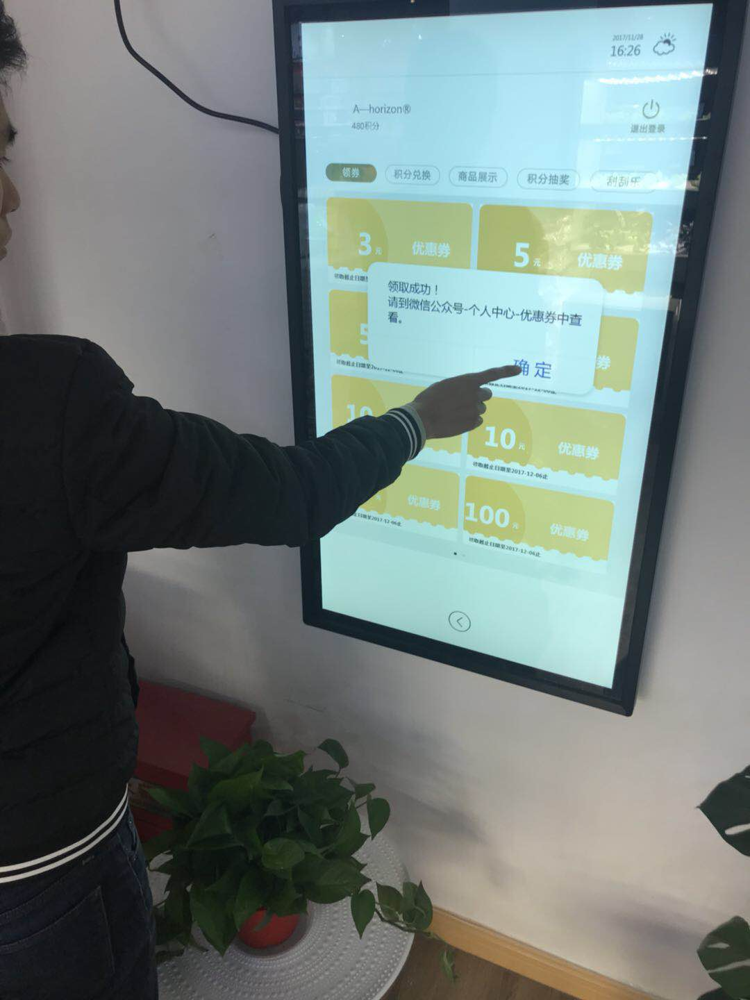 2017/11/28
16:26
A—horizon®
480积分
退出登录
领券 积分兑换 商品展示 积分抽奖 刮刮乐
3元 优惠券
5元 优惠券
领取截止日期至
领取成功！
请到微信公众号-个人中心-优惠券中查
看。
确定
5
券
领取截止日期至2017-12-06止
2017-12-06止
10
10元 优惠券
领取截止日期至2017-12-06止
优惠券
100元 优惠券
止日期至2017-12-06止
领取截止日期至2017-12-06止